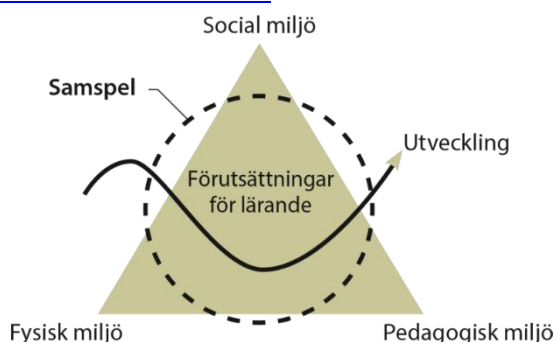 Social miljö
Samspel
Utveckling
Förutsättningar
för lärande
Fysisk miljö
Pedagogisk miljö